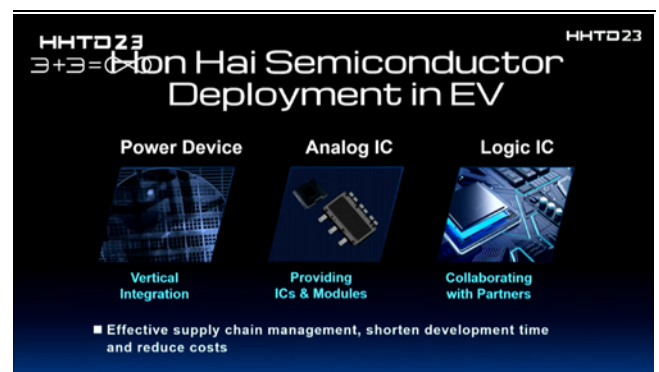 HHTD23
3+3=∞
HHTD23
Hon Hai Semiconductor
Deployment in EV
Power Device
Analog IC
Logic IC
Vertical
Integration
Providing
ICs & Modules
Collaborating
with Partners
■ Effective supply chain management, shorten development time
and reduce costs